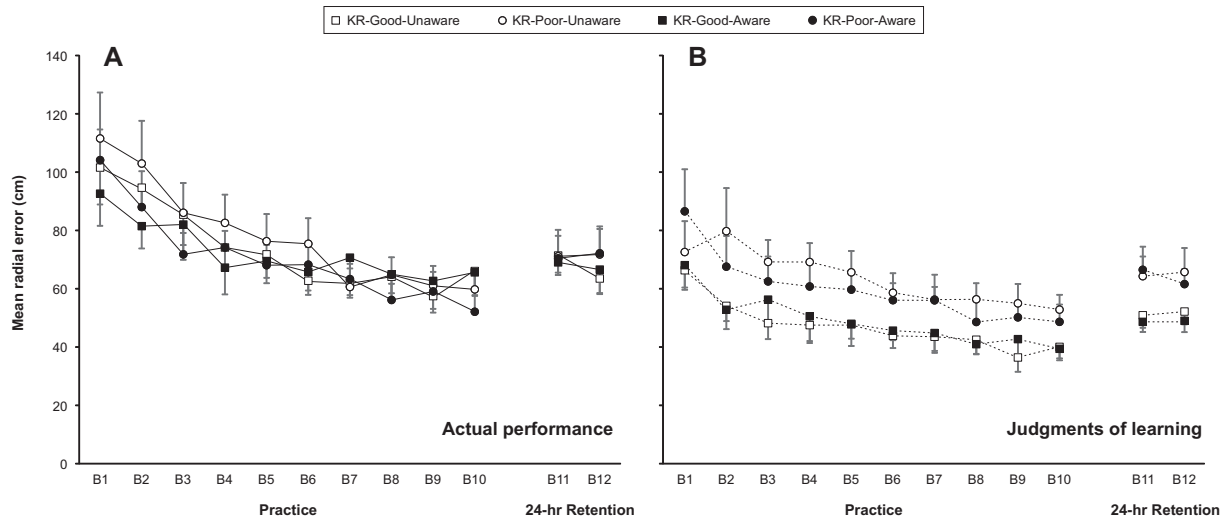 KR-Good-Unaware KR-Poor-Unaware KR-Good-Aware KR-Poor-Aware
A
B
Mean radial error (cm)
140
120
100
80
60
40
20
0
Actual performance
Judgments of learning
B1 B2 B3 B4 B5 B6 B7 B8 B9 B10 B11 B12
Practice 24-hr Retention
B1 B2 B3 B4 B5 B6 B7 B8 B9 B10 B11 B12
Practice 24-hr Retention